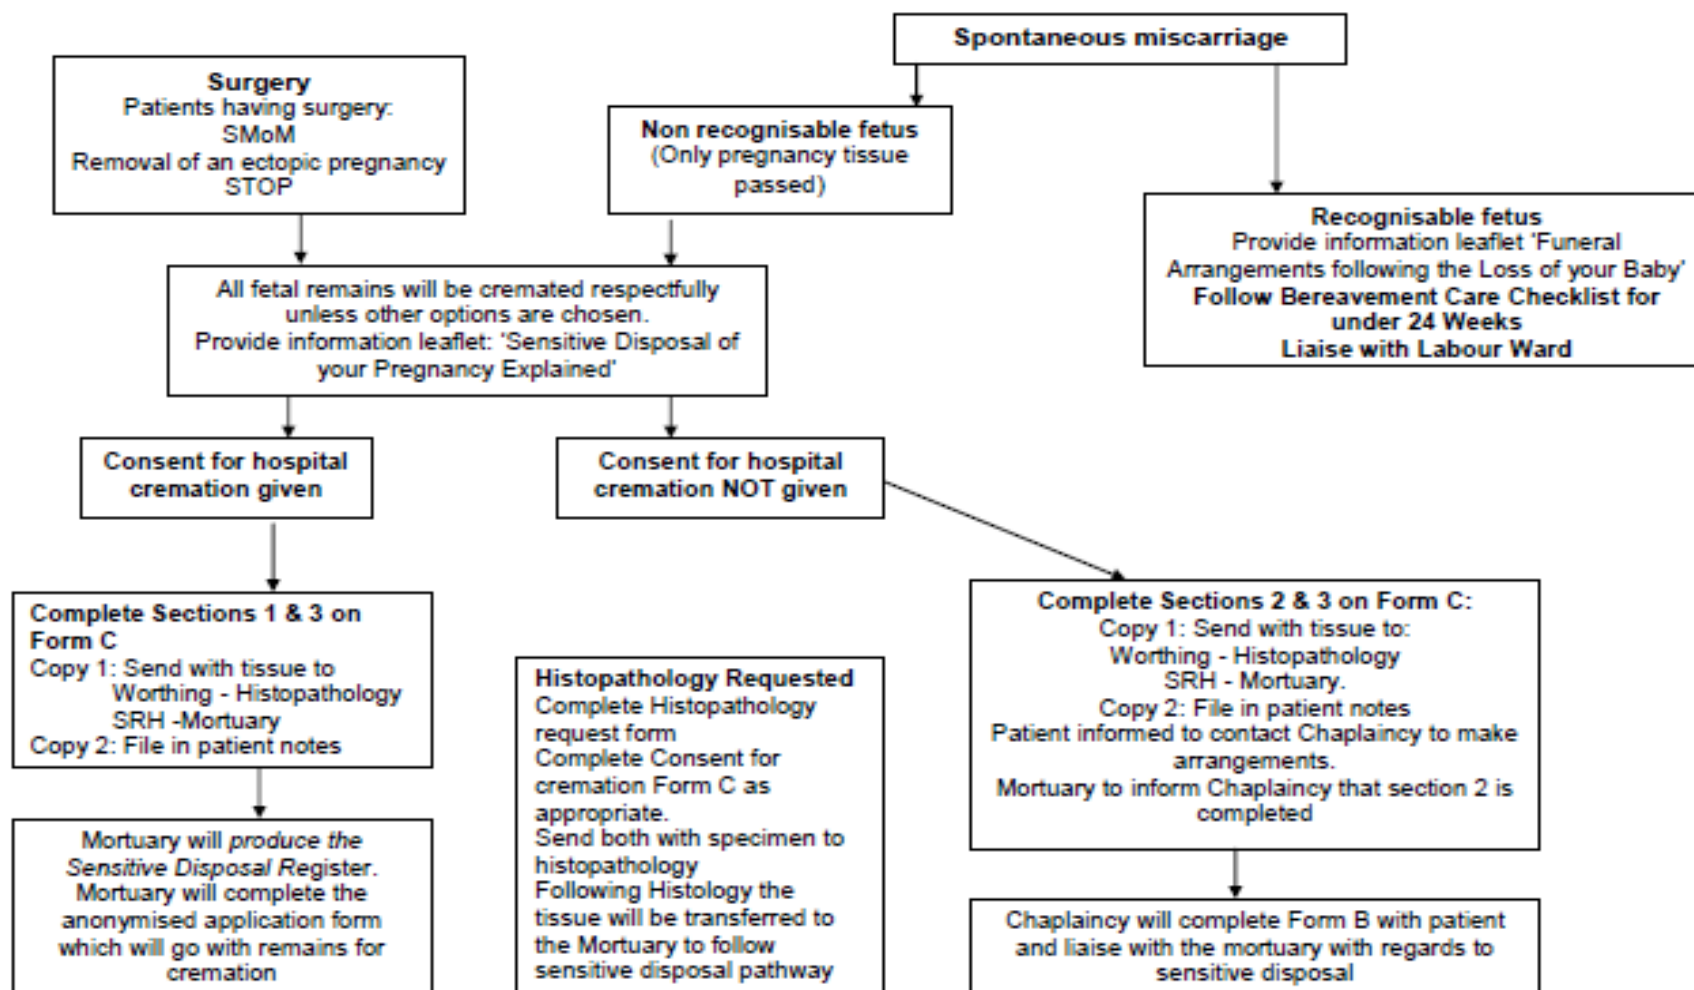 Spontaneous miscarriage
Surgery
Patients having surgery:
SMoM
Removal of an ectopic pregnancy
STOP
Non recognisable fetus
(Only pregnancy tissue
passed)
Recognisable fetus
Provide information leaflet 'Funeral
Arrangements following the Loss of your Baby'
Follow Bereavement Care Checklist for
under 24 Weeks
Liaise with Labour Ward
All fetal remains will be cremated respectfully
unless other options are chosen.
Provide information leaflet: 'Sensitive Disposal of
your Pregnancy Explained'
Consent for hospital
cremation given
Consent for hospital
cremation NOT given
Complete Sections 1 & 3 on
Form C
Copy 1: Send with tissue to
Worthing - Histopathology
SRH -Mortuary
Copy 2: File in patient notes
Histopathology Requested
Complete Histopathology
request form
Complete Consent for
cremation Form C as
appropriate.
Send both with specimen to
histopathology
Following Histology the
tissue will be transferred to
the Mortuary to follow
sensitive disposal pathway
Complete Sections 2 & 3 on Form C:
Copy 1: Send with tissue to:
Worthing - Histopathology
SRH - Mortuary.
Copy 2: File in patient notes
Patient informed to contact Chaplaincy to make
arrangements.
Mortuary to inform Chaplaincy that section 2 is
completed
Mortuary will produce the
Sensitive Disposal Register.
Mortuary will complete the
anonymised application form
which will go with remains for
cremation
Chaplaincy will complete Form B with patient
and liaise with the mortuary with regards to
sensitive disposal